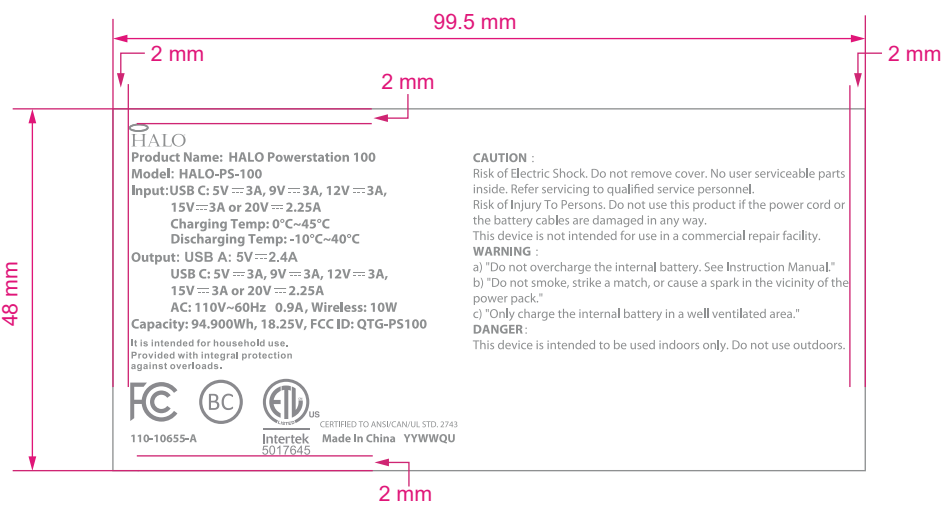 99.5 mm
2 mm
2 mm
2 mm
48 mm
HALO
Product Name: HALO Powerstation 100
Model: HALO-PS-100
Input:USB C: 5V⎓3A, 9V⎓3A, 12V⎓3A,
15V⎓3A or 20V⎓2.25A
Charging Temp: 0°C~45°C
Discharging Temp: -10°C~40°C
Output: USB A: 5V⎓2.4A
USB C: 5V⎓3A, 9V⎓3A, 12V⎓3A,
15V⎓3A or 20V⎓2.25A
AC: 110V~60Hz 0.9A, Wireless: 10W
Capacity: 94.900Wh, 18.25V, FCC ID: QTG-PS100
It is intended for household use.
Provided with integral protection
against overloads.
FC
BC
ETL
LISTED
US
CERTIFIED TO ANSI/CAN/UL STD. 2743
110-10655-A
Intertek
5017645
Made In China YYWWQU
CAUTION :
Risk of Electric Shock. Do not remove cover. No user serviceable parts
inside. Refer servicing to qualified service personnel.
Risk of Injury To Persons. Do not use this product if the power cord or
the battery cables are damaged in any way.
This device is not intended for use in a commercial repair facility.
WARNING :
a) "Do not overcharge the internal battery. See Instruction Manual."
b) "Do not smoke, strike a match, or cause a spark in the vicinity of the
power pack."
c) "Only charge the internal battery in a well ventilated area."
DANGER:
This device is intended to be used indoors only. Do not use outdoors.
2 mm